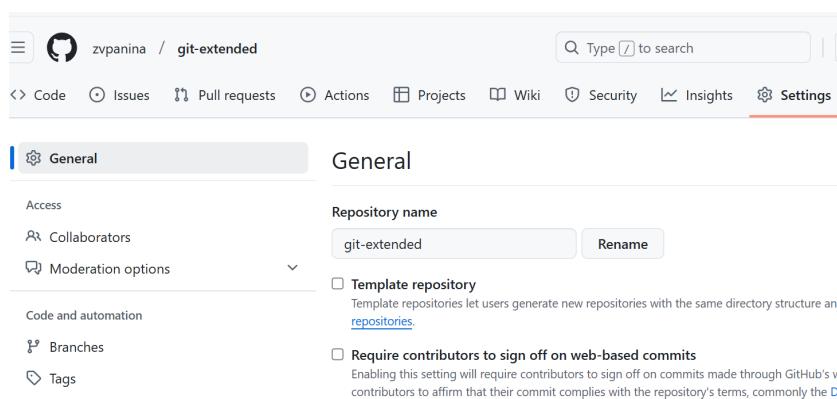 zvpanina / git-extended
Type / to search
Code Issues Pull requests Actions Projects Wiki Security Insights Settings
General
Access
Collaborators
Moderation options
Code and automation
Branches
Tags
General
Repository name
git-extended Rename
Template repository
Template repositories let users generate new repositories with the same directory structure an
repositories.
Require contributors to sign off on web-based commits
Enabling this setting will require contributors to sign off on commits made through GitHub's w
contributors to affirm that their commit complies with the repository's terms, commonly the D